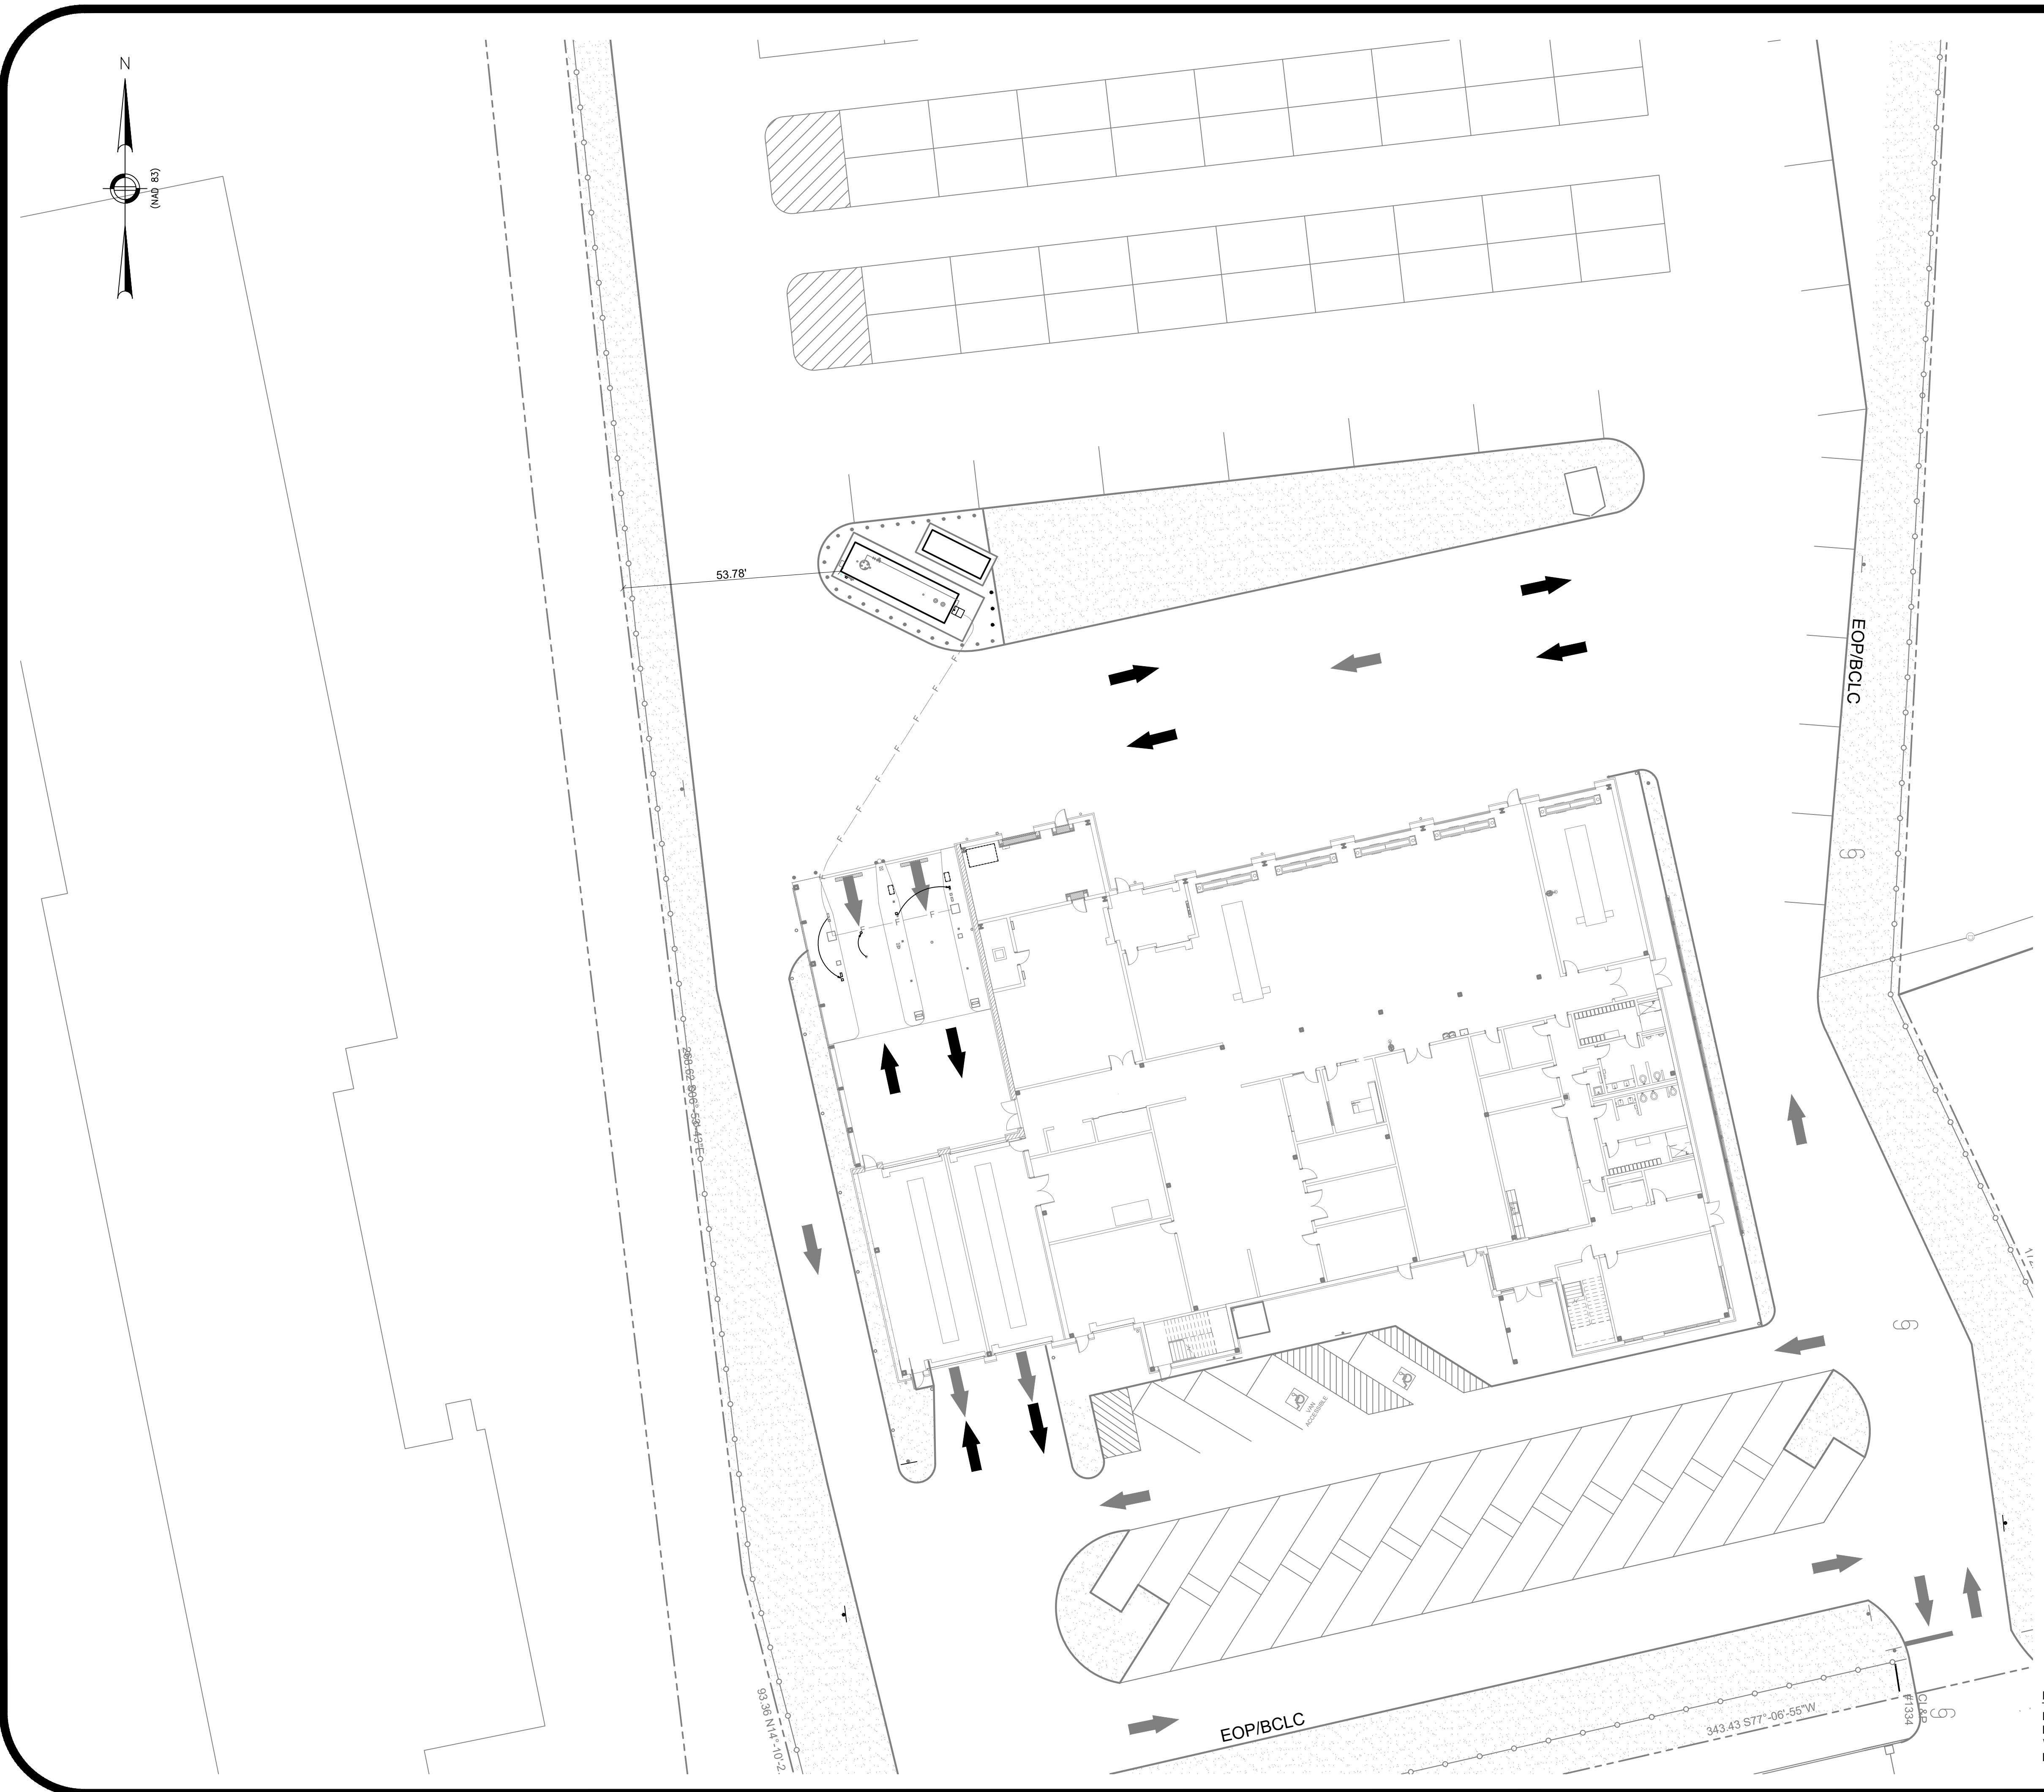 N
(NAD 83)
53.78'
EOP/BCLC
F
F
F
F
F
F
F
F
F
F
VAN
ACCESSIBLE
EOP/BCLC
343.43 S77°-06'-55"W
CL&P
#1334
93.36 N14°-10'-2